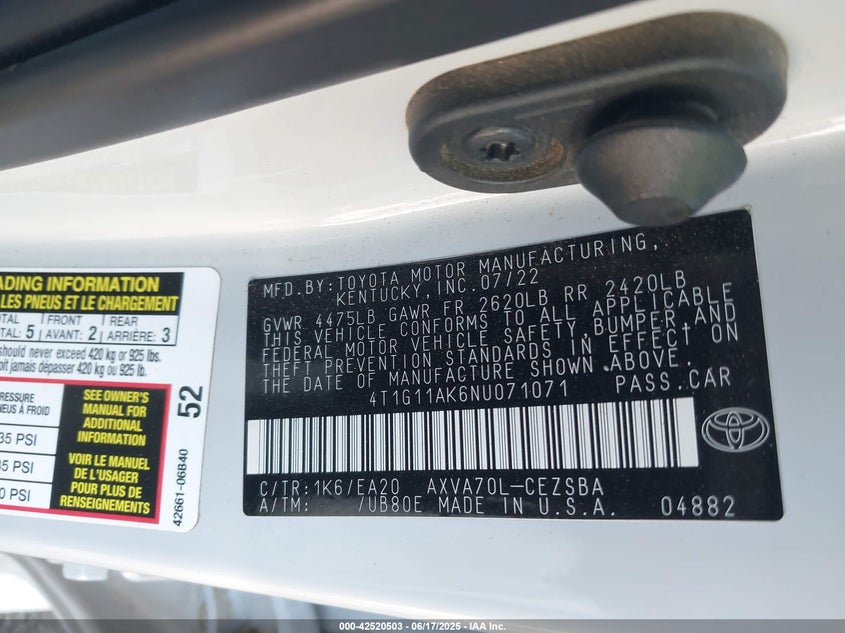 ADING INFORMATION
LES PNEUS ET LE CHARGEMENT
TOTAL: 5 FRONT AVANT: 2 REAR ARRIÈRE: 3
should never exceed 420 kg or 925 lbs.
oit jamais dépasser 420 kg ou 925 lb.
PRESSURE
PNEUS À FROID
35 PSI
35 PSI
0 PSI
SEE OWNER'S
MANUAL FOR
ADDITIONAL
INFORMATION
VOIR LE MANUEL
DE L'USAGER
POUR PLUS DE
RENSEIGNEMENTS
52
42661-06B40
MFD.BY: TOYOTA MOTOR MANUFACTURING,
KENTUCKY, INC. 07/22
GVWR 4475LB GAWR FR 2620LB RR 2420LB
THIS VEHICLE CONFORMS TO ALL APPLICABLE
FEDERAL MOTOR VEHICLE SAFETY, BUMPER, AND
THEFT PREVENTION STANDARDS IN EFFECT ON
THE DATE OF MANUFACTURE SHOWN ABOVE.
4T1G11AK6NU071071 PASS.CAR
C/TR: 1K6/EA20 AXVA70L-CEZSBA
A/TM: /UB80E MADE IN U.S.A. 04882
000-42520503 - 06/17/2025 - IAA Inc.